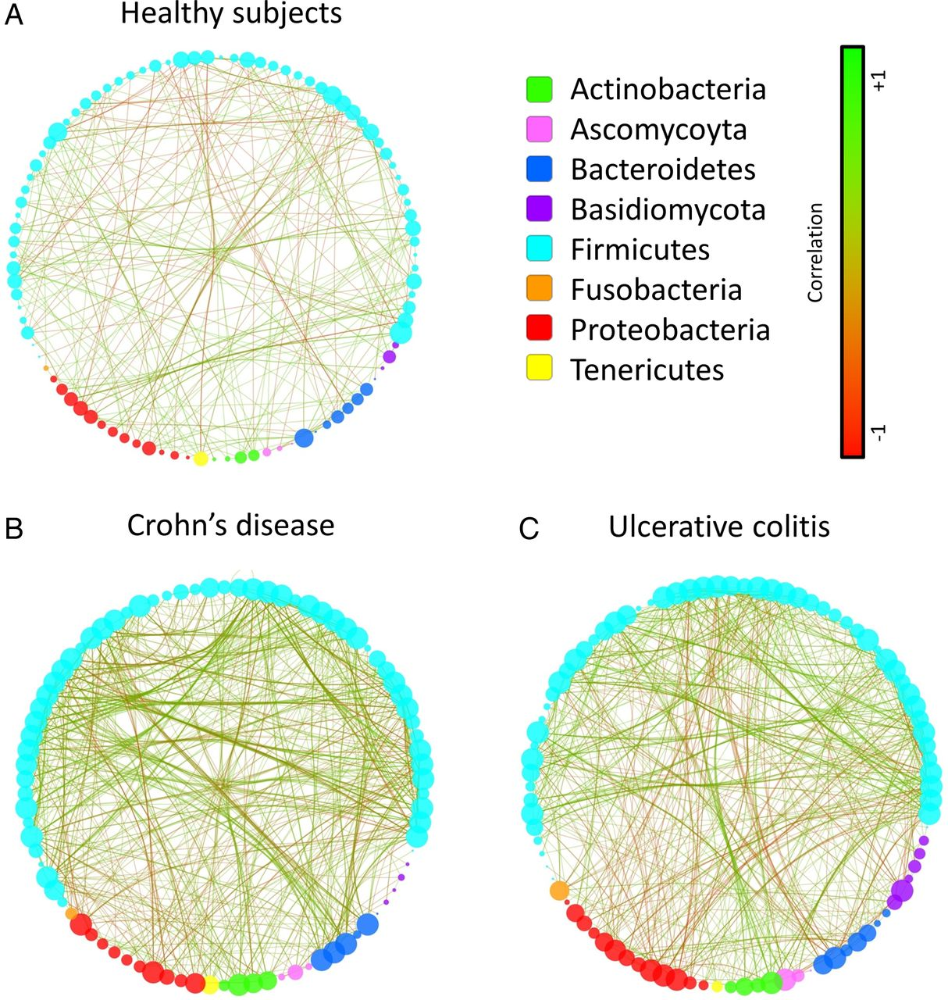 A
Healthy subjects
Actinobacteria
Ascomycoyta
Bacteroidetes
Basidiomycota
Firmicutes
Fusobacteria
Proteobacteria
Tenericutes
+1
Correlation
-1
B
Crohn’s disease
C
Ulcerative colitis